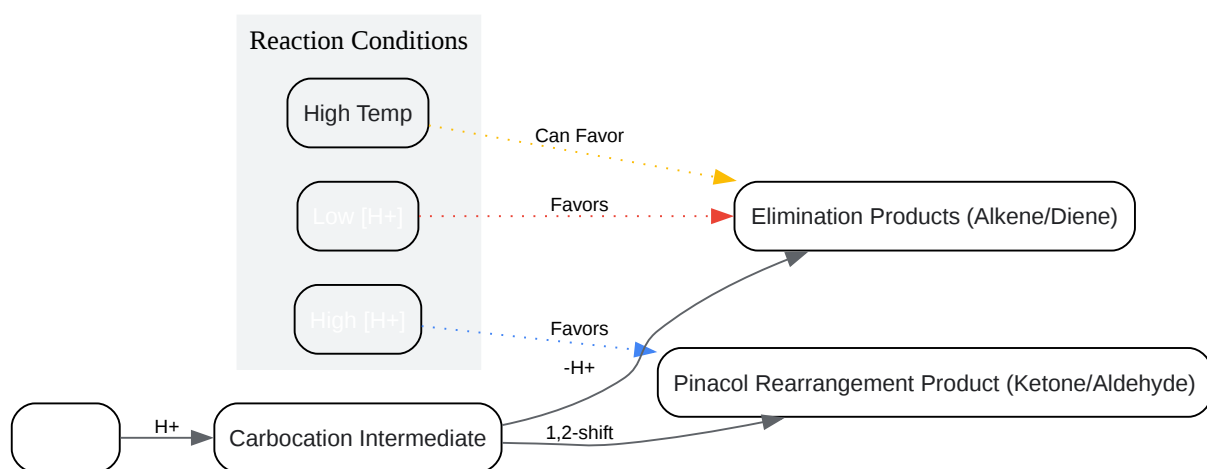 Reaction Conditions
High Temp
Can Favor
Low [H+]
Favors
Elimination Products (Alkene/Diene)
High [H+]
Favors
-H+
Pinacol Rearrangement Product (Ketone/Aldehyde)
H+
Carbocation Intermediate
1,2-shift